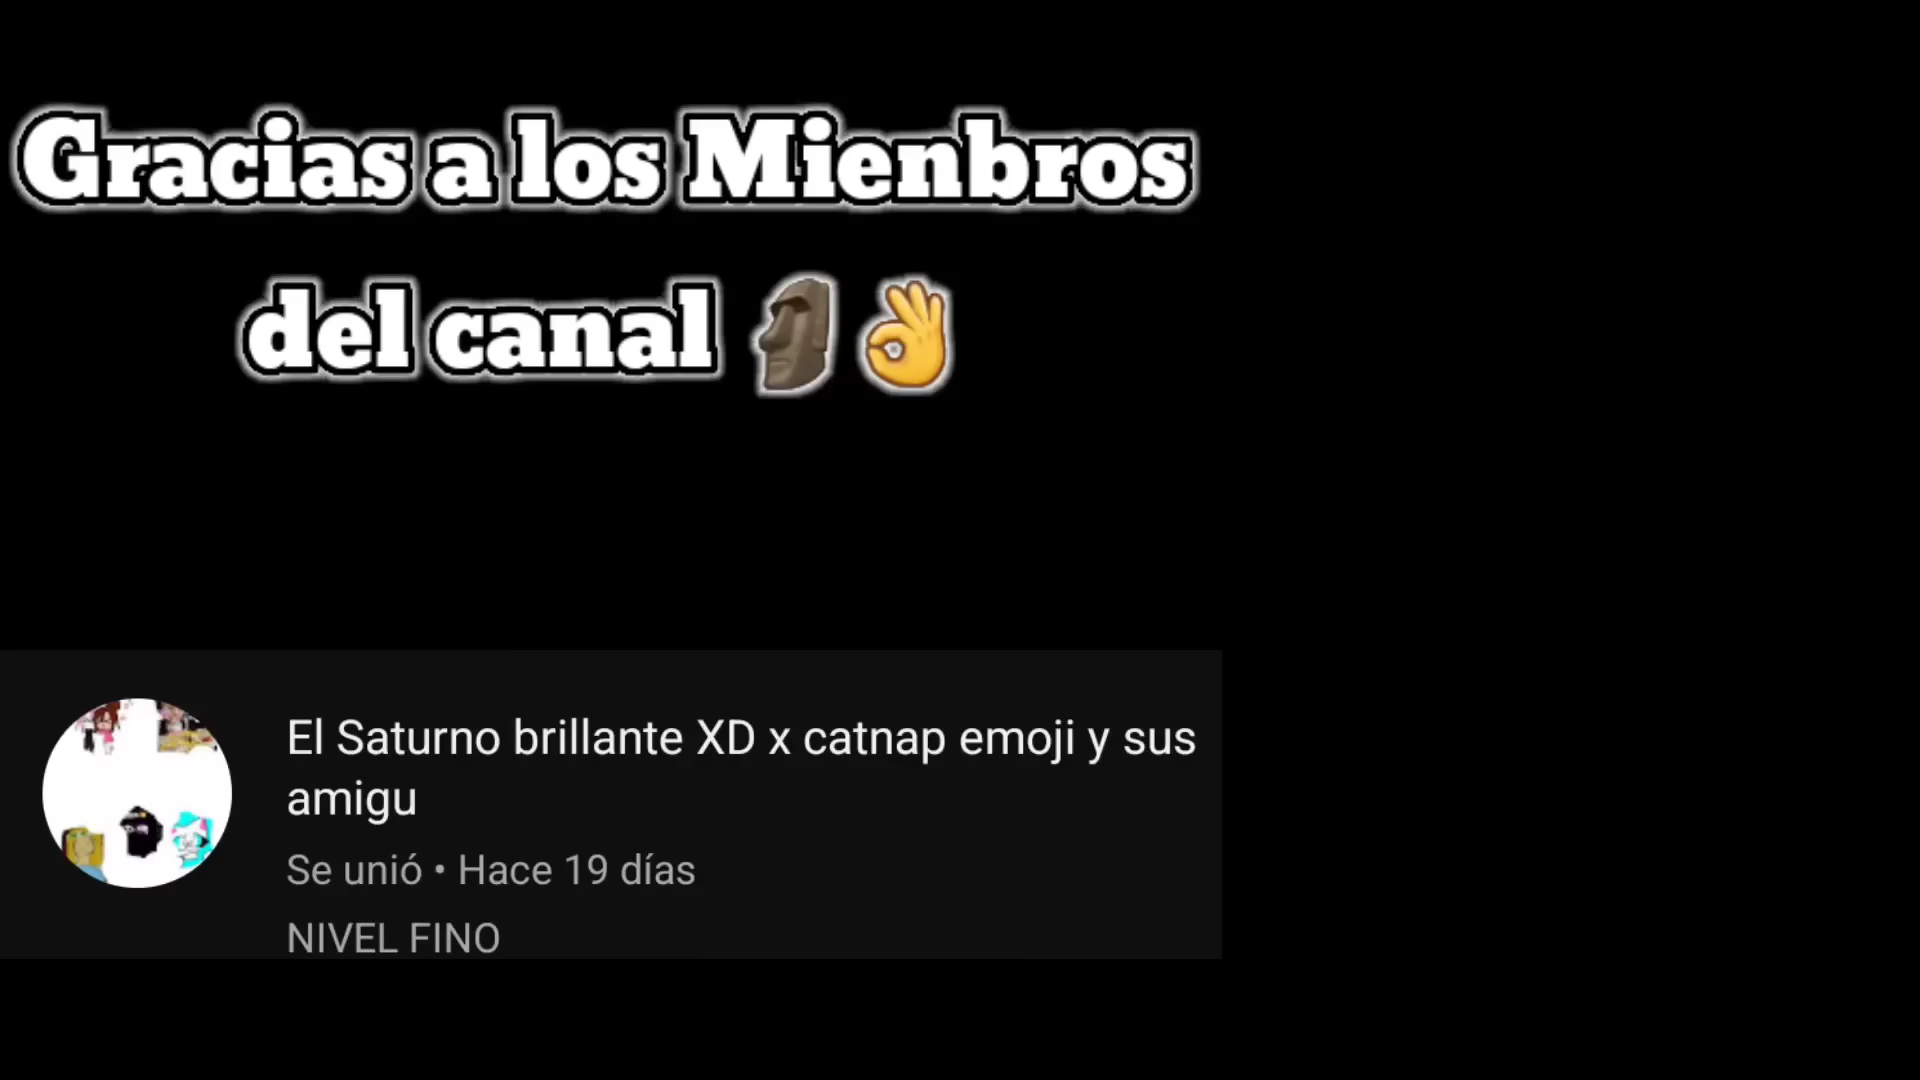 Gracias a los Mienbros
del canal 🗿👌
El Saturno brillante XD x catnap emoji y sus
amigu
Se unió • Hace 19 días
NIVEL FINO